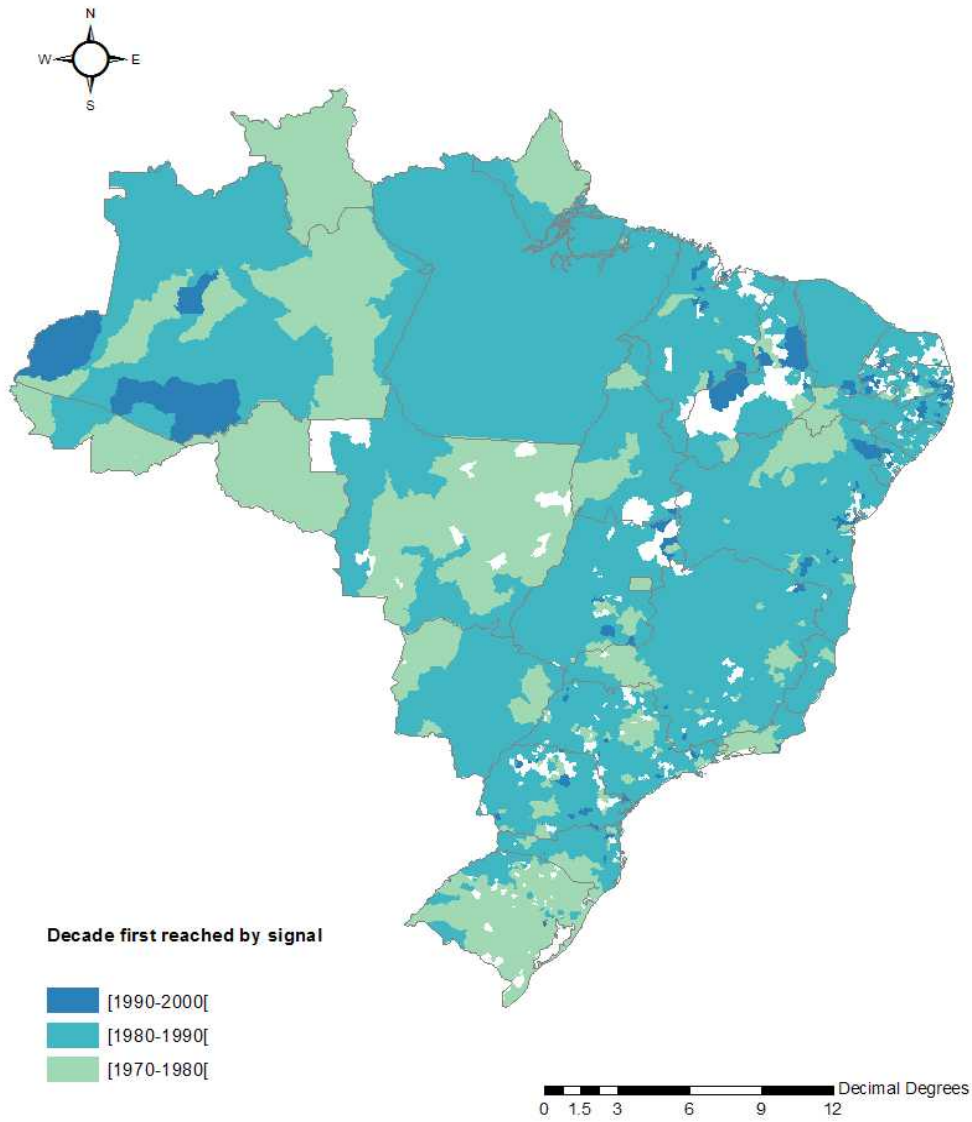 N
W E
S
Decade first reached by signal
[1990-2000[
[1980-1990[
[1970-1980[
Decimal Degrees
0 1.5 3 6 9 12